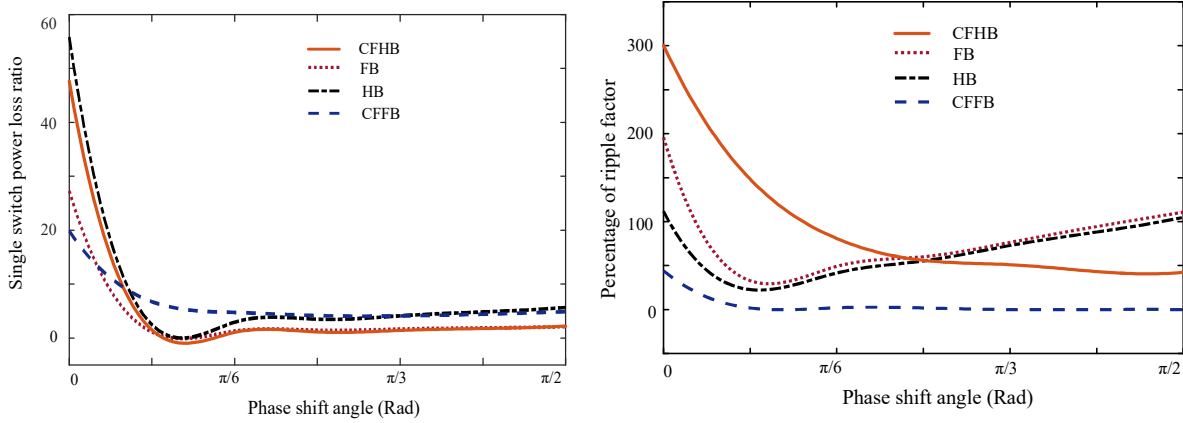 60
50
40
20
10
0
Single switch power loss ratio
CFHB
FB
HB
CFFB
0
π/6
π/3
π/2
Phase shift angle (Rad)
300
200
100
0
Percentage of ripple factor
CFHB
FB
HB
CFFB
0
π/6
π/3
π/2
Phase shift angle (Rad)